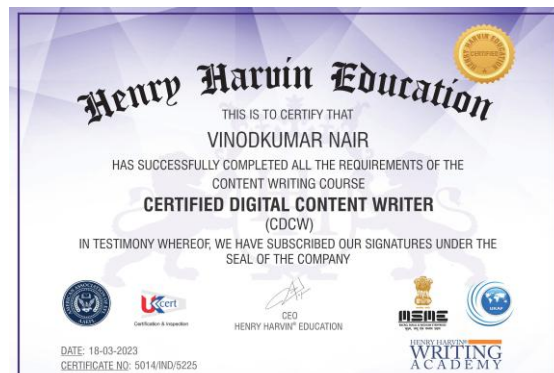 Henry Harvin Education
CERTIFIED
THIS IS TO CERTIFY THAT
VINODKUMAR NAIR
HAS SUCCESSFULLY COMPLETED ALL THE REQUIREMENTS OF THE
CONTENT WRITING COURSE
CERTIFIED DIGITAL CONTENT WRITER
(CDCW)
IN TESTIMONY WHEREOF, WE HAVE SUBSCRIBED OUR SIGNATURES UNDER THE
SEAL OF THE COMPANY
UKcert
Certification & Inspection
CEO
HENRY HARVIN® EDUCATION
MSME
UKAF
DATE: 18-03-2023
CERTIFICATE NO: 5014/IND/5225
HENRY HARVIN®
WRITING
ACADEMY